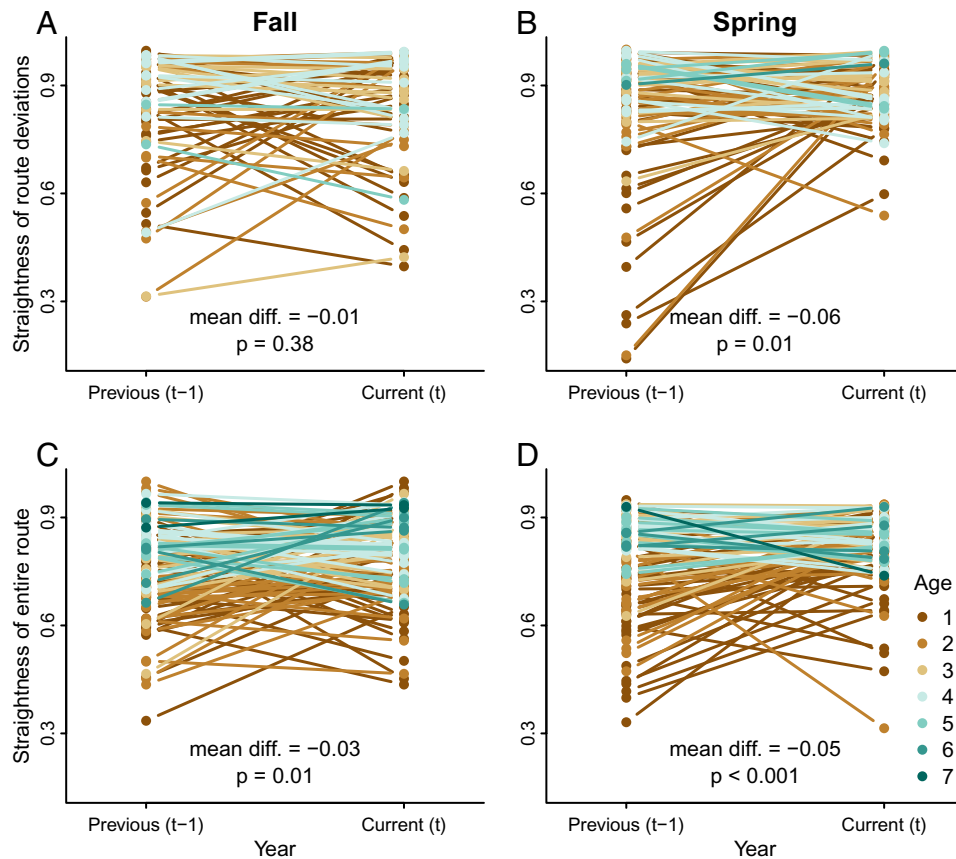 A
Fall
B
Spring
Straightness of route deviations
0.9
0.6
0.3
mean diff. = −0.01
p = 0.38
Previous (t−1)
Current (t)
0.9
0.6
0.3
mean diff. = −0.06
p = 0.01
Previous (t−1)
Current (t)
C
D
Straightness of entire route
0.9
0.6
0.3
mean diff. = −0.03
p = 0.01
Previous (t−1)
Current (t)
Year
0.9
0.6
0.3
mean diff. = −0.05
p < 0.001
Previous (t−1)
Current (t)
Year
Age
1
2
3
4
5
6
7